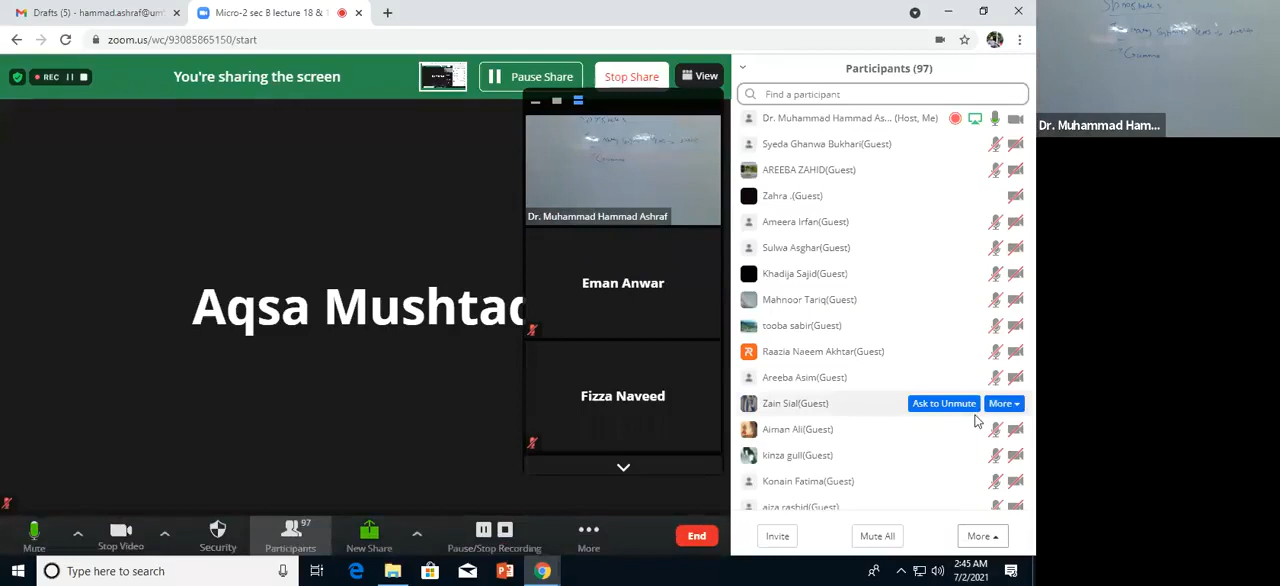 Drafts (5) - hammad.ashraf@um
Micro-2 sec B lecture 18 & 1
zoom.us/wc/93085865150/start
REC
You're sharing the screen
Pause Share
Stop Share
View
Participants (97)
Find a participant
Dr. Muhammad Hammad As... (Host, Me)
Syeda Ghanwa Bukhari(Guest)
AREEBA ZAHID(Guest)
Zahra .(Guest)
Ameera Irfan(Guest)
Sulwa Asghar(Guest)
Khadija Sajid(Guest)
Mahnoor Tariq(Guest)
tooba sabir(Guest)
R
Raazia Naeem Akhtar(Guest)
Areeba Asim(Guest)
Zain Sial(Guest)
Ask to Unmute
More
Aiman Ali(Guest)
kinza gull(Guest)
Konain Fatima(Guest)
aiza rashid(Guest)
Invite
Mute All
More
Dr. Muhammad Ham...
Dr. Muhammad Hammad Ashraf
Eman Anwar
Fizza Naveed
Aqsa Mushtaq
Mute
Stop Video
Security
97
Participants
New Share
Pause/Stop Recording
More
End
Type here to search
2:45 AM
7/2/2021